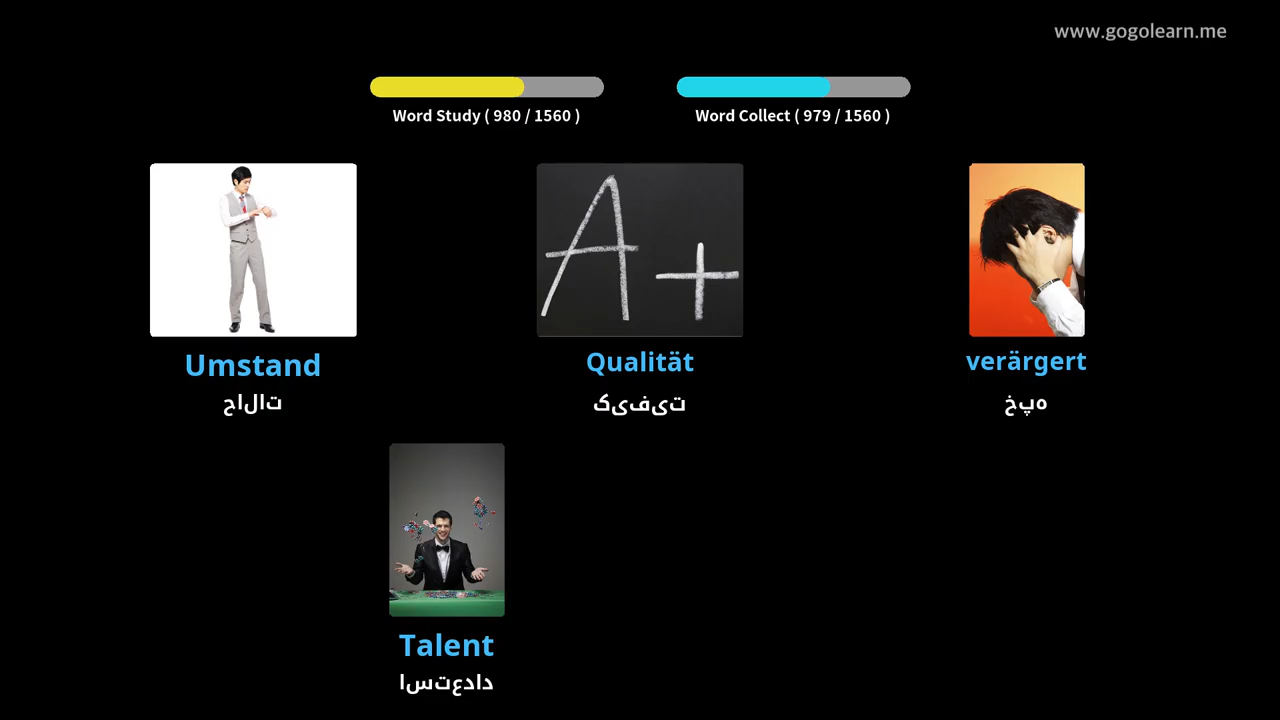 www.gogolearn.me
Word Study ( 980 / 1560 )
Word Collect ( 979 / 1560 )
Umstand
حالات
Qualität
کیفیت
verärgert
خپه
Talent
استعداد